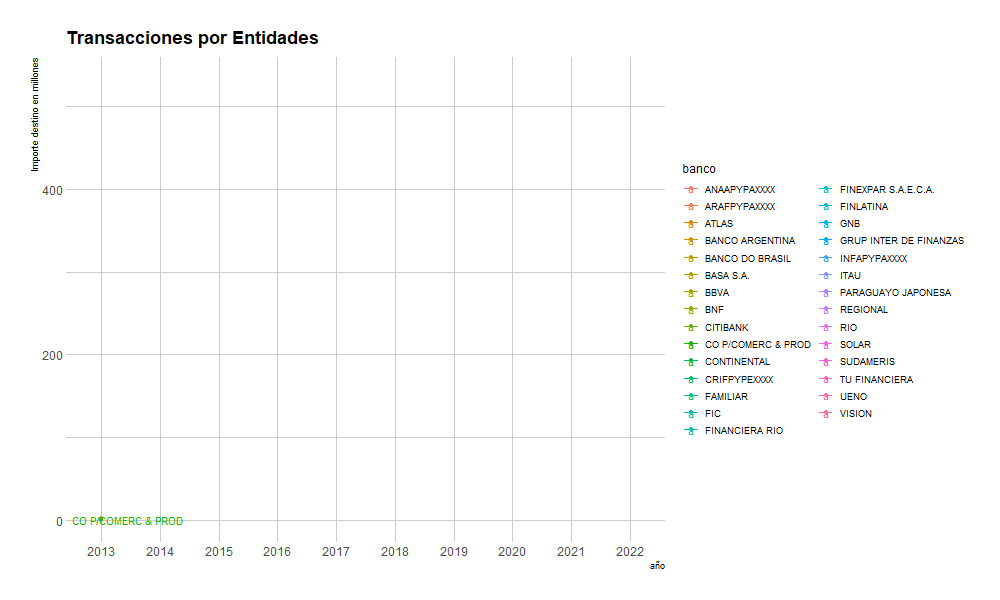 Transacciones por Entidades
Importe destino en millones
400
200
0
CO P/COMERC & PROD
2013 2014 2015 2016 2017 2018 2019 2020 2021 2022
año
banco
ANAAPYPAXXXX
ARAFPYPAXXXX
ATLAS
BANCO ARGENTINA
BANCO DO BRASIL
BASA S.A.
BBVA
BNF
CITIBANK
CO P/COMERC & PROD
CONTINENTAL
CRIFPYPEXXXX
FAMILIAR
FIC
FINANCIERA RIO
FINEXPAR S.A.E.C.A.
FINLATINA
GNB
GRUP INTER DE FINANZAS
INFAPYPAXXXX
ITAU
PARAGUAYO JAPONESA
REGIONAL
RIO
SOLAR
SUDAMERIS
TU FINANCIERA
UENO
VISION